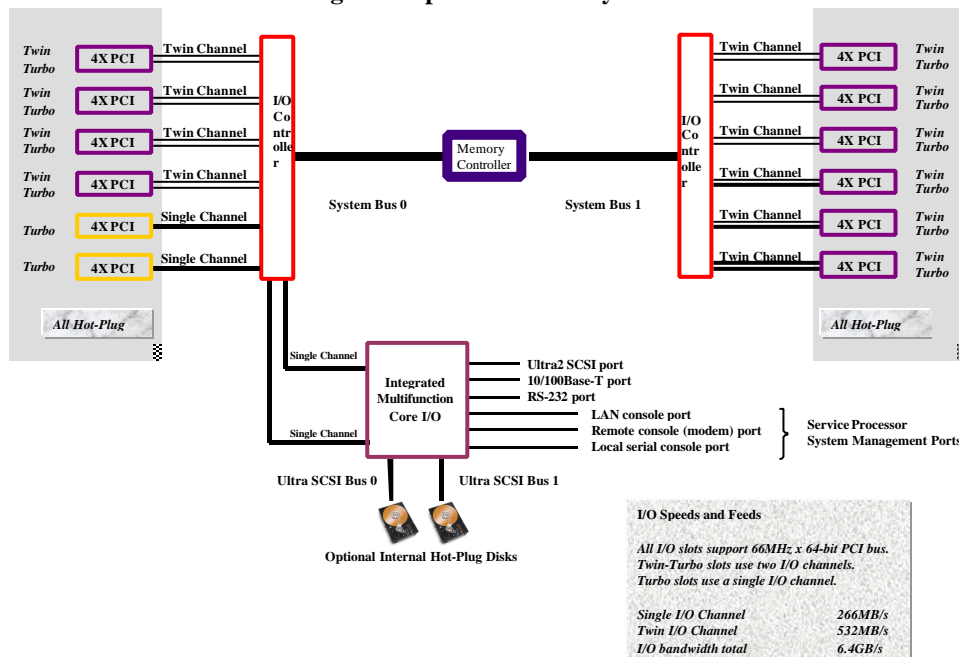 Twin Turbo 4X PCI Twin Channel
Twin Turbo 4X PCI Twin Channel
Twin Turbo 4X PCI Twin Channel
Twin Turbo 4X PCI Twin Channel
Turbo 4X PCI Single Channel
Turbo 4X PCI Single Channel
All Hot-Plug
I/O
Co
ntr
olle
r
System Bus 0
Memory
Controller
System Bus 1
I/O
Co
ntr
olle
r
Twin Channel 4X PCI Twin Turbo
Twin Channel 4X PCI Twin Turbo
Twin Channel 4X PCI Twin Turbo
Twin Channel 4X PCI Twin Turbo
Twin Channel 4X PCI Twin Turbo
Twin Channel 4X PCI Twin Turbo
All Hot-Plug
Single Channel
Single Channel
Integrated
Multifunction
Core I/O
Ultra2 SCSI port
10/100Base-T port
RS-232 port
LAN console port
Remote console (modem) port
Local serial console port
Service Processor
System Management Ports
Ultra SCSI Bus 0
Ultra SCSI Bus 1
Optional Internal Hot-Plug Disks
I/O Speeds and Feeds
All I/O slots support 66MHz x 64-bit PCI bus.
Twin-Turbo slots use two I/O channels.
Turbo slots use a single I/O channel.
Single I/O Channel 266MB/s
Twin I/O Channel 532MB/s
I/O bandwidth total 6.4GB/s